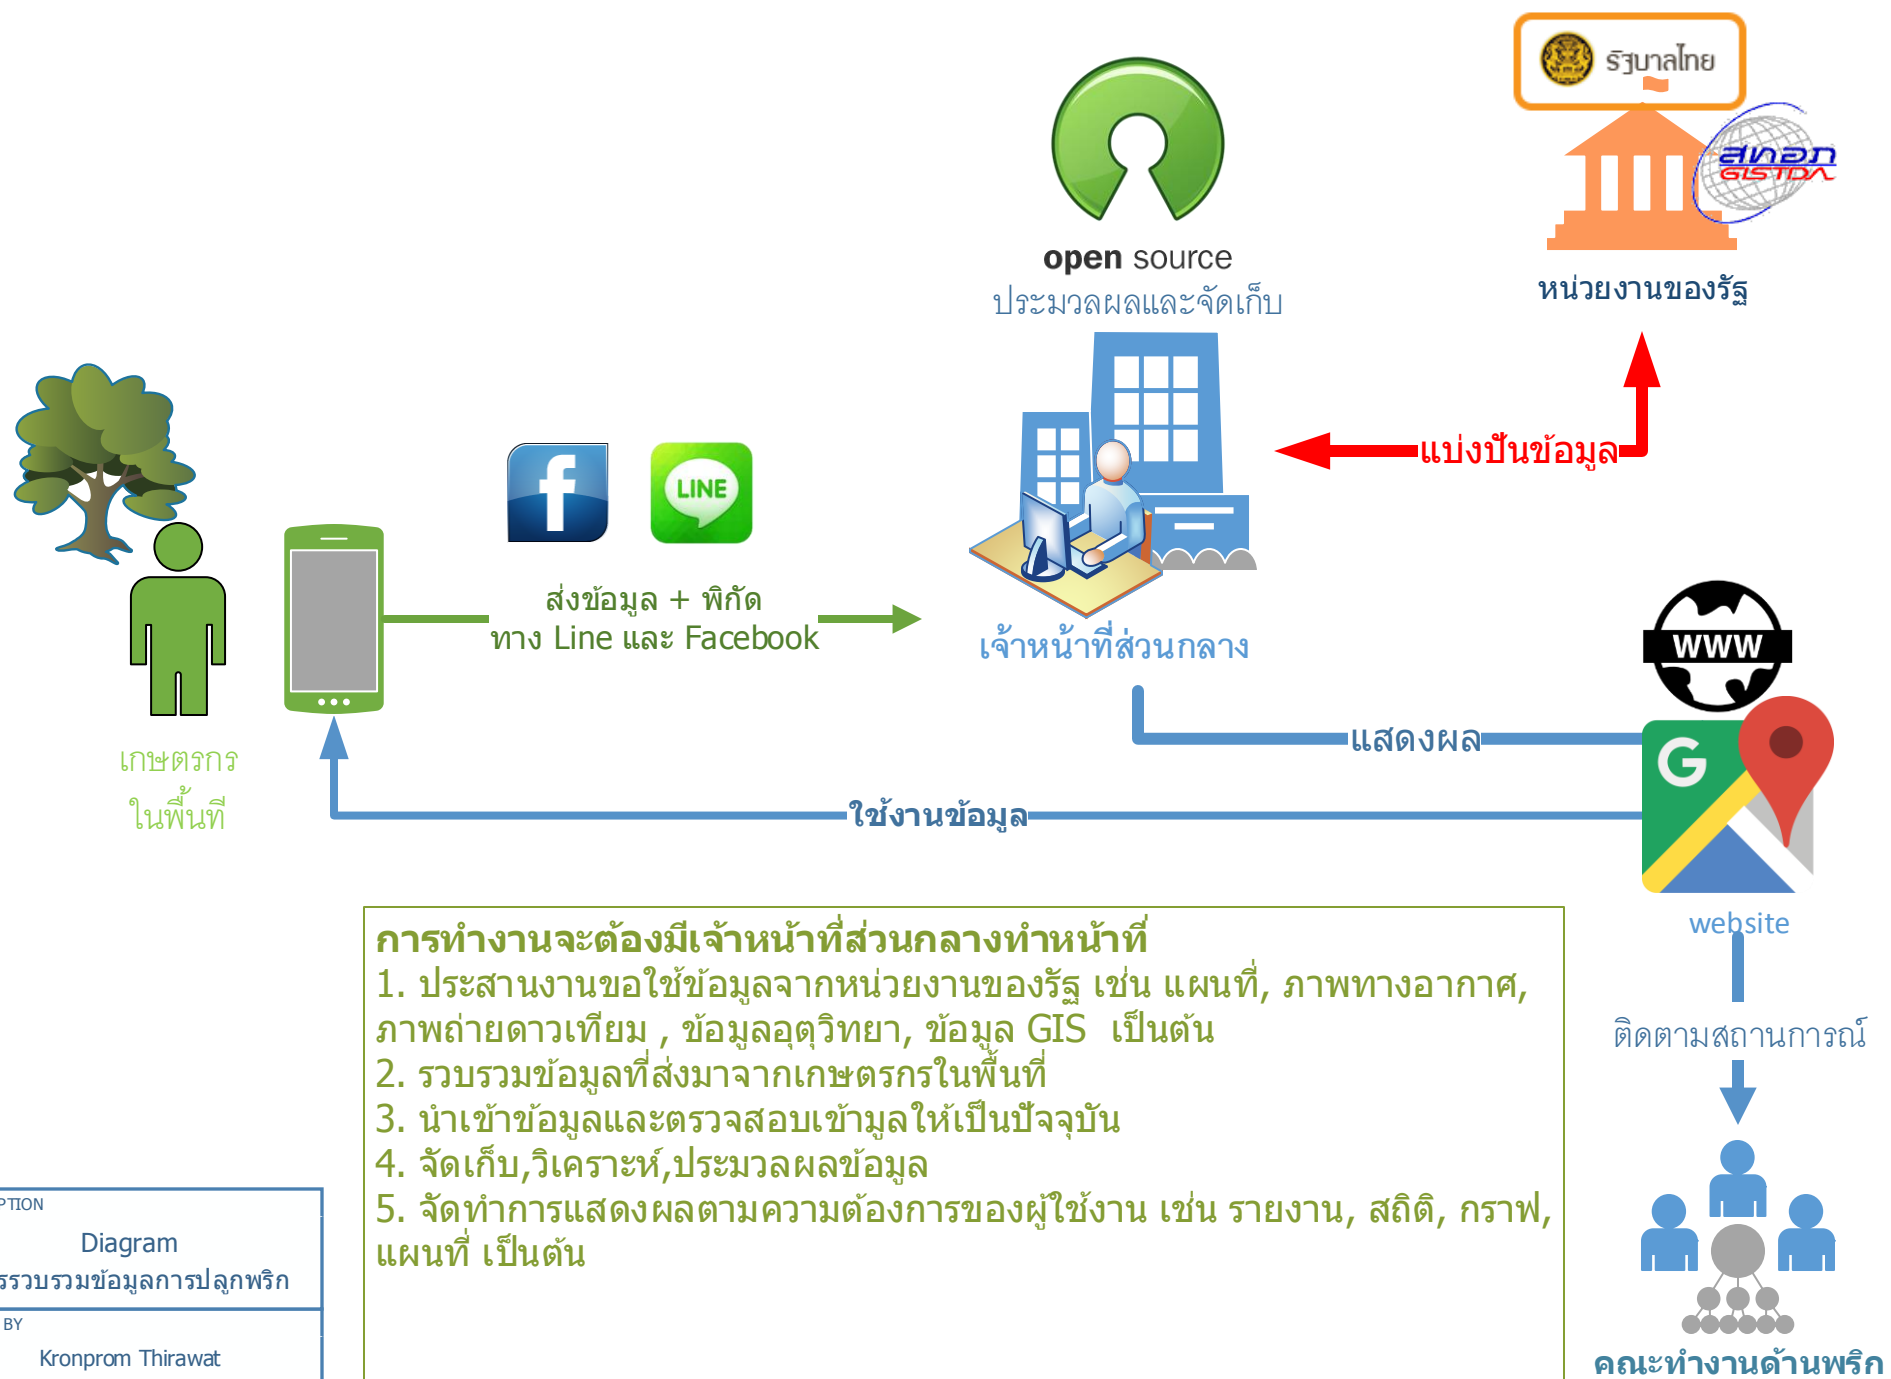 รัฐบาลไทย
สทอภ
GISTDA
หน่วยงานของรัฐ
open source
ประมวลผลและจัดเก็บ
แบ่งปันข้อมูล
f
LINE
ส่งข้อมูล + พิกัด
ทาง Line และ Facebook
เจ้าหน้าที่ส่วนกลาง
เกษตรกร
ในพื้นที่
WWW
G
แสดงผล
ใช้งานข้อมูล
website
ติดตามสถานการณ์
คณะทำงานด้านพริก
การทำงานจะต้องมีเจ้าหน้าที่ส่วนกลางทำหน้าที่
1. ประสานงานขอใช้ข้อมูลจากหน่วยงานของรัฐ เช่น แผนที่, ภาพทางอากาศ,
ภาพถ่ายดาวเทียม , ข้อมูลอุตุวิทยา, ข้อมูล GIS เป็นต้น
2. รวบรวมข้อมูลที่ส่งมาจากเกษตรกรในพื้นที่
3. นำเข้าข้อมูลและตรวจสอบเข้ามูลให้เป็นปัจจุบัน
4. จัดเก็บ,วิเคราะห์,ประมวลผลข้อมูล
5. จัดทำการแสดงผลตามความต้องการของผู้ใช้งาน เช่น รายงาน, สถิติ, กราฟ,
แผนที่ เป็นต้น
PTION
Diagram
รรวบรวมข้อมูลการปลูกพริก
BY
Kronprom Thirawat